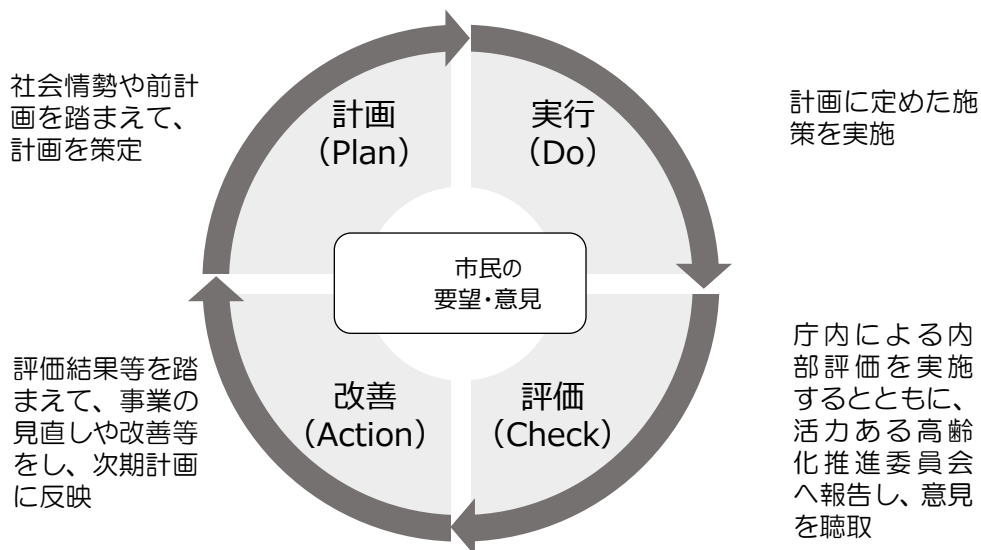 社会情勢や前計
画を踏まえて、
計画を策定
計画
（Plan）
実行
（Do）
計画に定めた施
策を実施
市民の
要望・意見
評価結果等を踏
まえて、事業の
見直しや改善等
をし、次期計画
に反映
改善
（Action）
評価
（Check）
庁内による内
部評価を実施
するとともに、
活力ある高齢
化推進委員会
へ報告し、意見
を聴取